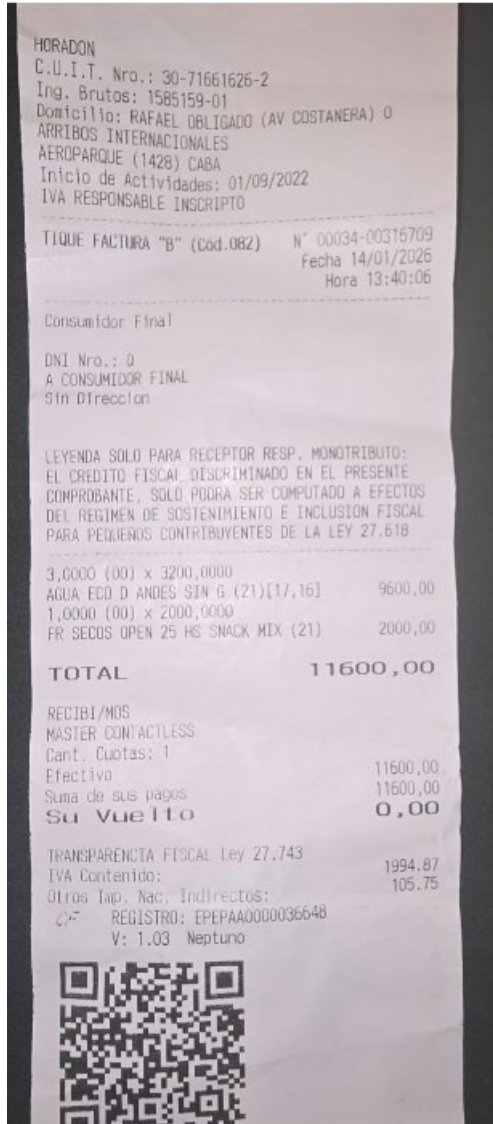 HORADON
C.U.I.T. Nro.: 30-71661626-2
Ing. Brutos: 1585159-01
Domicilio: RAFAEL OBLIGADO (AV COSTANERA) 0
ARRIBOS INTERNACIONALES
AEROPARQUE (1428) CABA
Inicio de Actividades: 01/09/2022
IVA RESPONSABLE INSCRIPTO
TIQUE FACTURA "B" (Cód.082) N° 00034-00316709
Fecha 14/01/2026
Hora 13:40:06
Consumidor Final
DNI Nro.: 0
A CONSUMIDOR FINAL
Sin Direccion
LEYENDA SOLO PARA RECEPTOR RESP. MONOTRIBUTO:
EL CREDITO FISCAL DISCRIMINADO EN EL PRESENTE
COMPROBANTE, SOLO PODRA SER COMPUTADO A EFECTOS
DEL REGIMEN DE SOSTENIMIENTO E INCLUSION FISCAL
PARA PEQUEÑOS CONTRIBUYENTES DE LA LEY 27.618
3,0000 (00) x 3200,0000
AGUA ECO D ANDES SIN G (21)[17,16] 9600,00
1,0000 (00) x 2000,0000
FR SECOS OPEN 25 HS SNACK MIX (21) 2000,00
TOTAL 11600,00
RECIBI/MOS
MASTER CONTACTLESS
Cant. Cuotas: 1
Efectivo 11600,00
Suma de sus pagos 11600,00
Su Vuelto 0,00
TRANSPARENCIA FISCAL Ley 27.743
IVA Contenido: 1994.87
Otros Imp. Nac. Indirectos: 105.75
CF REGISTRO: EPEPAA0000036648
V: 1.03 Neptuno